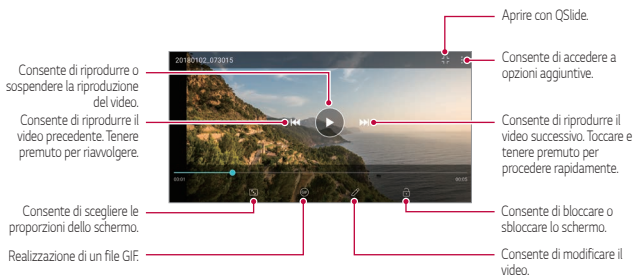 Aprire con QSlide.
Consente di accedere a
opzioni aggiuntive.
20180102_073015
Consente di riprodurre o
sospendere la riproduzione
del video.
Consente di riprodurre il
video precedente. Tenere
premuto per riavvolgere.
Consente di riprodurre il
video successivo. Toccare e
tenere premuto per
procedere rapidamente.
00:01
00:05
GIF
Consente di scegliere le
proporzioni dello schermo.
Consente di bloccare o
sbloccare lo schermo.
Realizzazione di un file GIF.
Consente di modificare il
video.